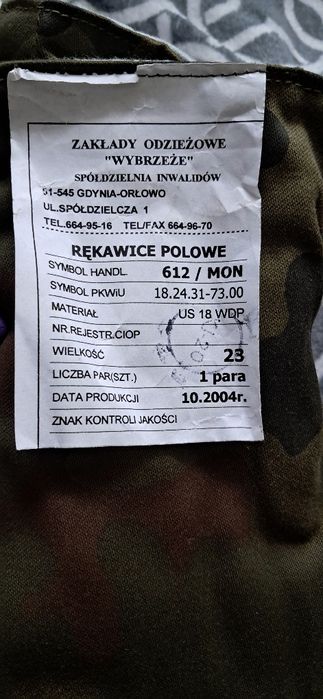 ZAKŁADY ODZIEŻOWE
"WYBRZEŻE"
SPÓŁDZIELNIA INWALIDÓW
81-545 GDYNIA-ORŁOWO
UL.SPÓŁDZIELCZA 1
TEL.664-95-16 TEL/FAX 664-96-70
RĘKAWICE POLOWE
SYMBOL HANDL. 612 / MON
SYMBOL PKWiU 18.24.31-73.00
MATERIAŁ US 18 WDP
NR.REJESTR.CIOP
WIELKOŚĆ 23
LICZBA PAR(SZT.) 1 para
DATA PRODUKCJI 10.2004r.
ZNAK KONTROLI JAKOŚCI